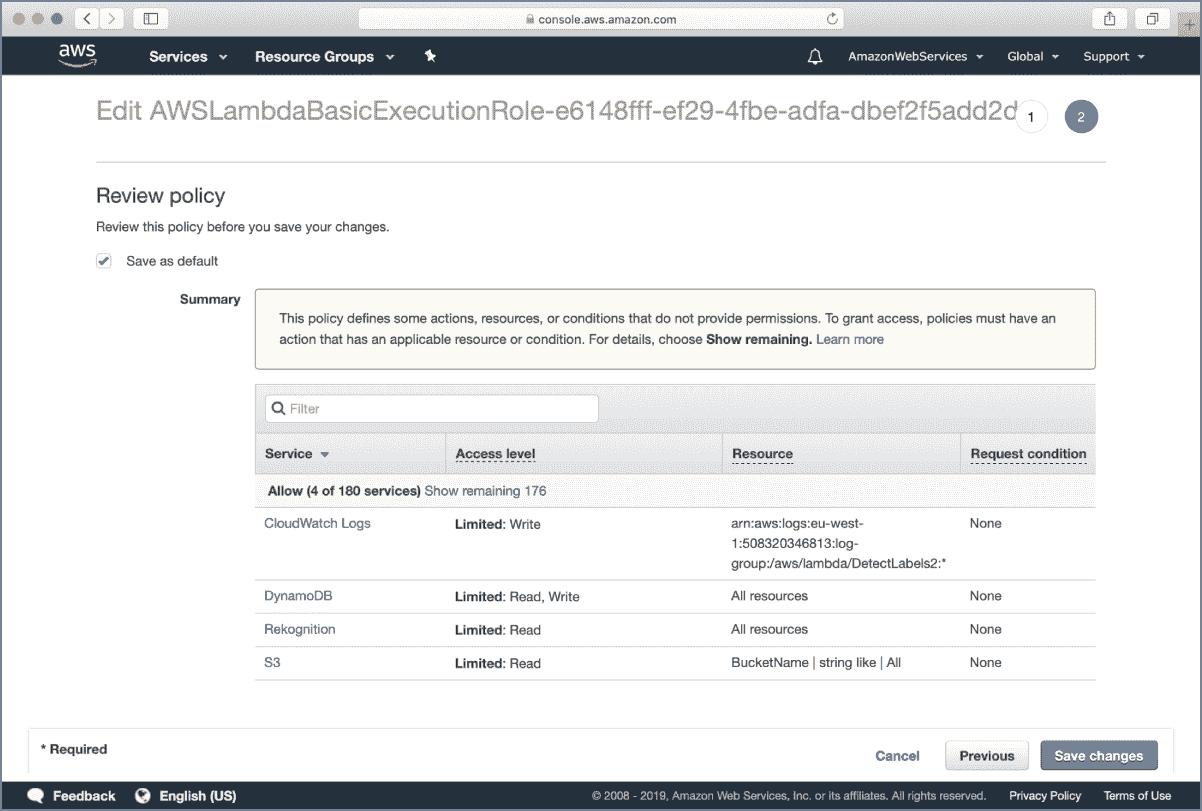 console.aws.amazon.com
aws Services Resource Groups AmazonWebServices Global Support
Edit AWSLambdaBasicExecutionRole-e6148fff-ef29-4fbe-adfa-dbef2f5add2d 1 2
Review policy
Review this policy before you save your changes.
Save as default
Summary
This policy defines some actions, resources, or conditions that do not provide permissions. To grant access, policies must have an
action that has an applicable resource or condition. For details, choose Show remaining. Learn more
Filter
Service Access level Resource Request condition
Allow (4 of 180 services) Show remaining 176
CloudWatch Logs Limited: Write arn:aws:logs:eu-west- None
1:508320346813:log-
group:/aws/lambda/DetectLabels2:*
DynamoDB Limited: Read, Write All resources None
Rekognition Limited: Read All resources None
S3 Limited: Read BucketName | string like | All None
* Required Cancel Previous Save changes
Feedback English (US) © 2008 - 2019, Amazon Web Services, Inc. or its affiliates. All rights reserved. Privacy Policy Terms of Use